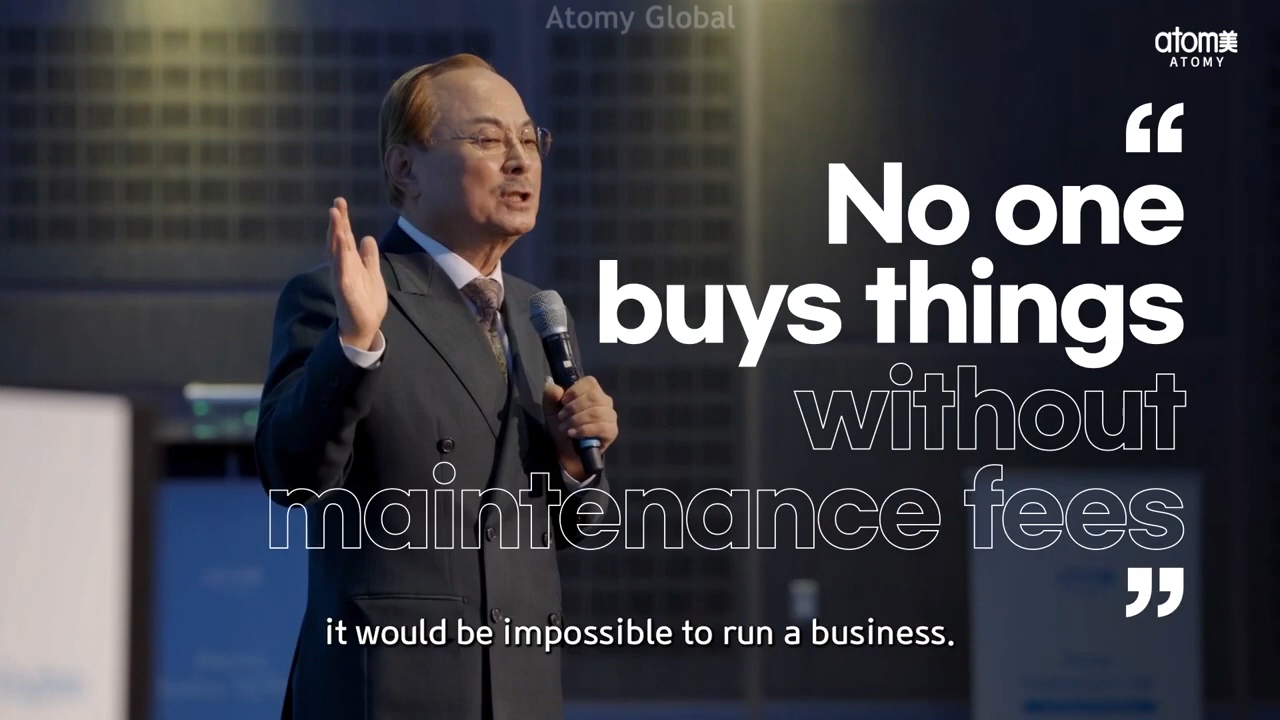 Atomy Global
atom美
ATOMY
“
No one
buys things
without
maintenance fees
”
it would be impossible to run a business.